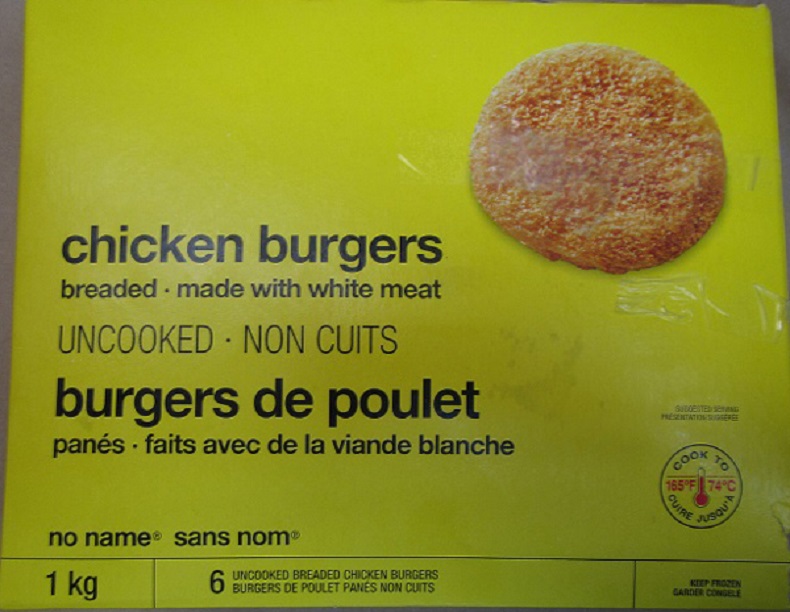 chicken burgers
breaded · made with white meat
UNCOOKED · NON CUITS
burgers de poulet
panés · faits avec de la viande blanche
SUGGESTED SERVING
PRÉSENTATION SUGGÉRÉE
COOK TO
165°F 74°C
CUIRE JUSQU'À
no name® sans nom®
1 kg
6 UNCOOKED BREADED CHICKEN BURGERS
BURGERS DE POULET PANÉS NON CUITS
KEEP FROZEN
GARDER CONGELÉ